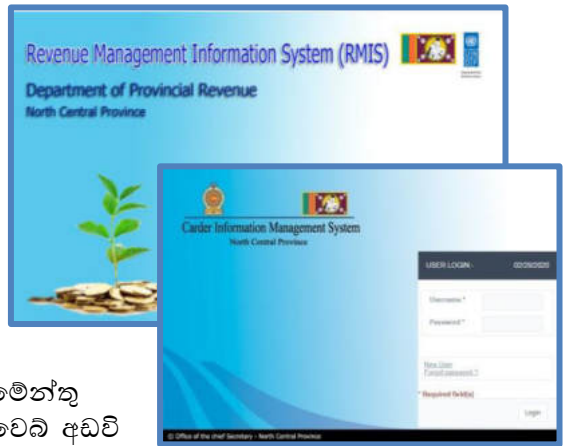 Revenue Management Information System (RMIS)
Department of Provincial Revenue
North Central Province
Carder Information Management System
North Central Province
USER LOGIN:- 02/26/2020
Username *
Password *
New User
Forgot password ?
* Required field(s)
Login
© Office of the chief Secretary - North Central Province
මේන්තු
වෙබ් අඩවි